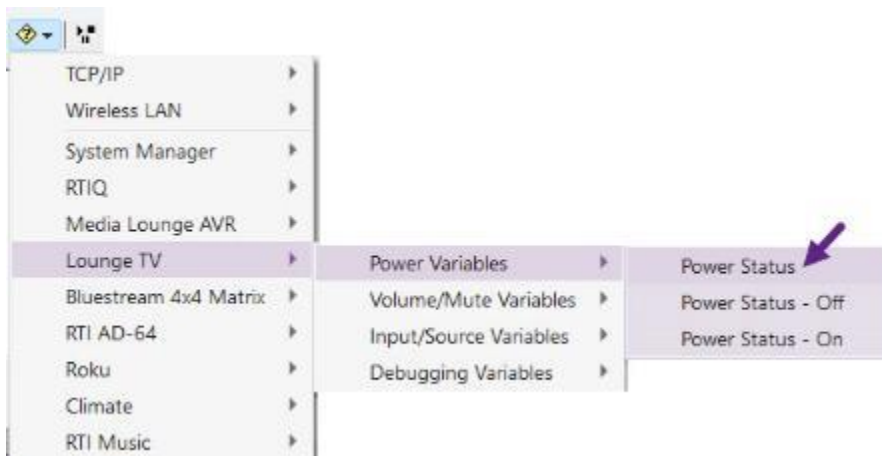 TCP/IP
Wireless LAN
System Manager
RTIQ
Media Lounge AVR
Lounge TV
Bluestream 4x4 Matrix
RTI AD-64
Roku
Climate
RTI Music
Power Variables
Volume/Mute Variables
Input/Source Variables
Debugging Variables
Power Status
Power Status - Off
Power Status - On